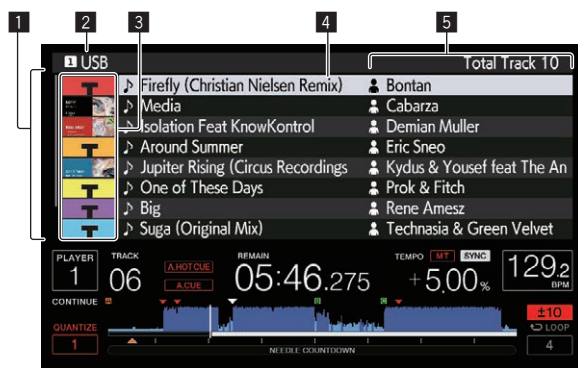 1 2 3 4 5
1 USB Total Track 10
Firefly (Christian Nielsen Remix) Bontan
Media Cabarza
Isolation Feat KnowKontrol Demian Muller
Around Summer Eric Sneo
Jupiter Rising (Circus Recordings Kydus & Yousef feat The An
One of These Days Prok & Fitch
Big Rene Amesz
Suga (Original Mix) Technasia & Green Velvet
PLAYER 1 TRACK 06 A.HOT CUE A.CUE REMAIN 05:46.275 TEMPO MT SYNC +5.00% 129.2 BPM
CONTINUE A B C ±10
QUANTIZE 1 LOOP 4
NEEDLE COUNTDOWN